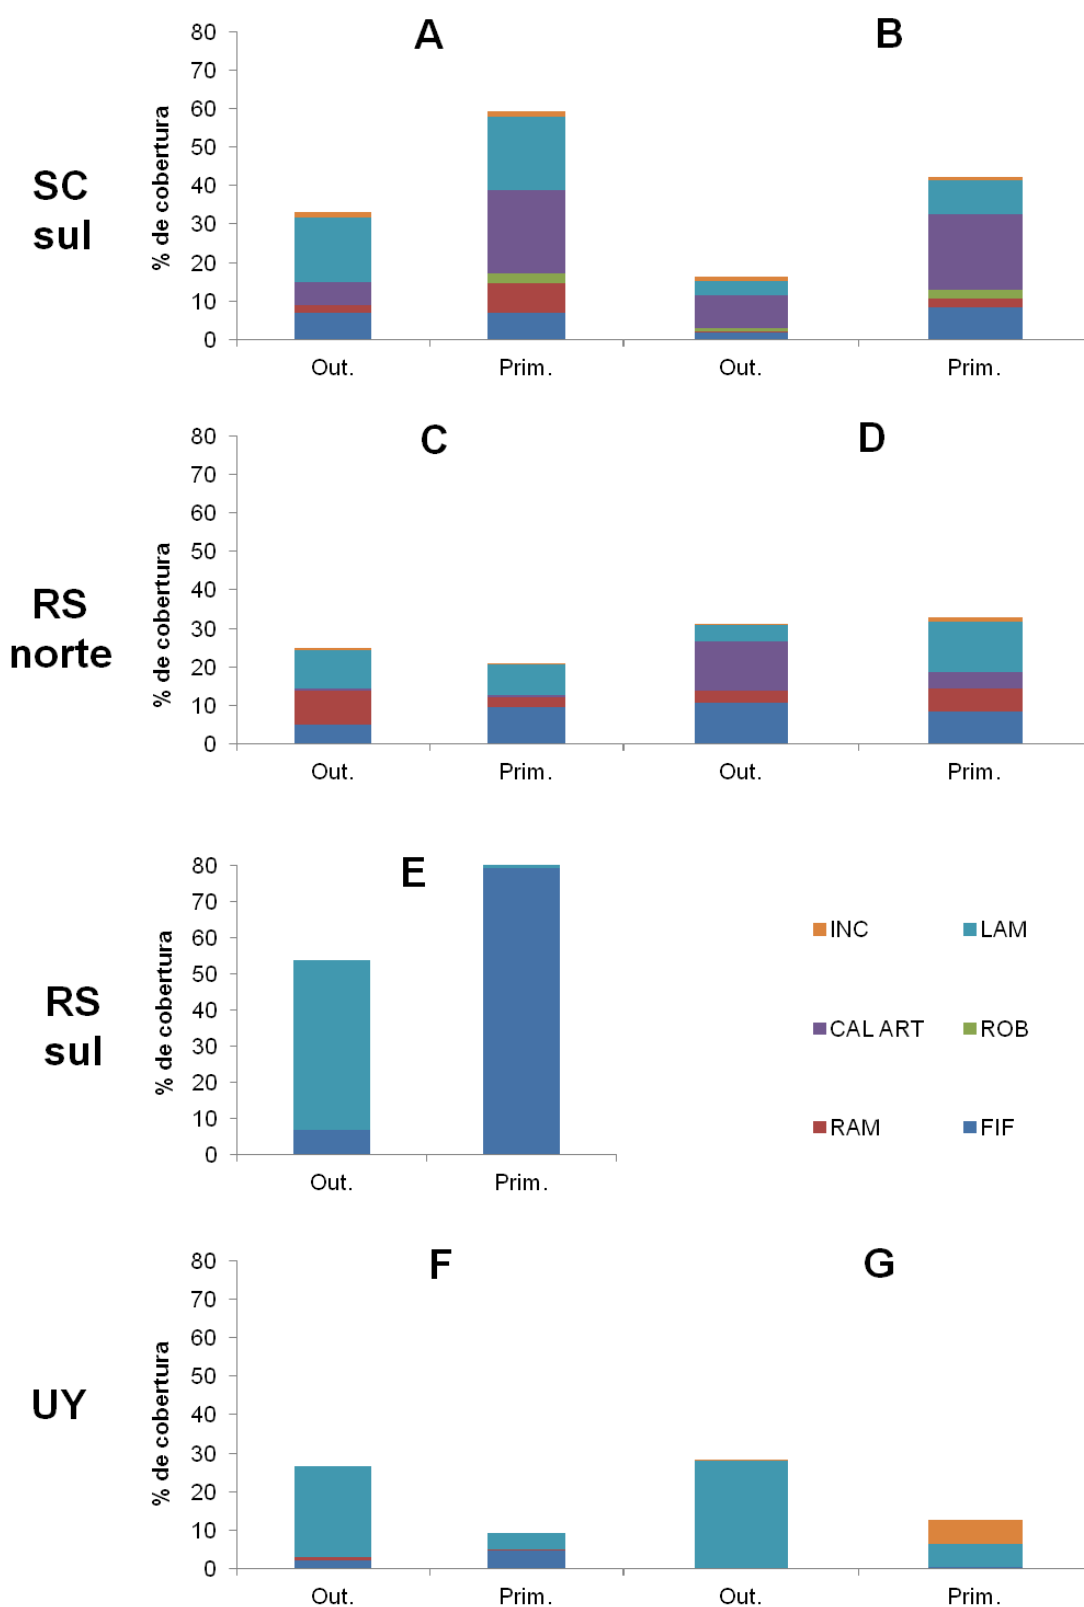 A
B
SC
sul
% de cobertura
80
70
60
50
40
30
20
10
0
Out.
Prim.
Out.
Prim.
C
D
RS
norte
% de cobertura
80
70
60
50
40
30
20
10
0
Out.
Prim.
Out.
Prim.
E
RS
sul
% de cobertura
80
70
60
50
40
30
20
10
0
Out.
Prim.
INC
LAM
CAL ART
ROB
RAM
FIF
F
G
UY
% de cobertura
80
70
60
50
40
30
20
10
0
Out.
Prim.
Out.
Prim.